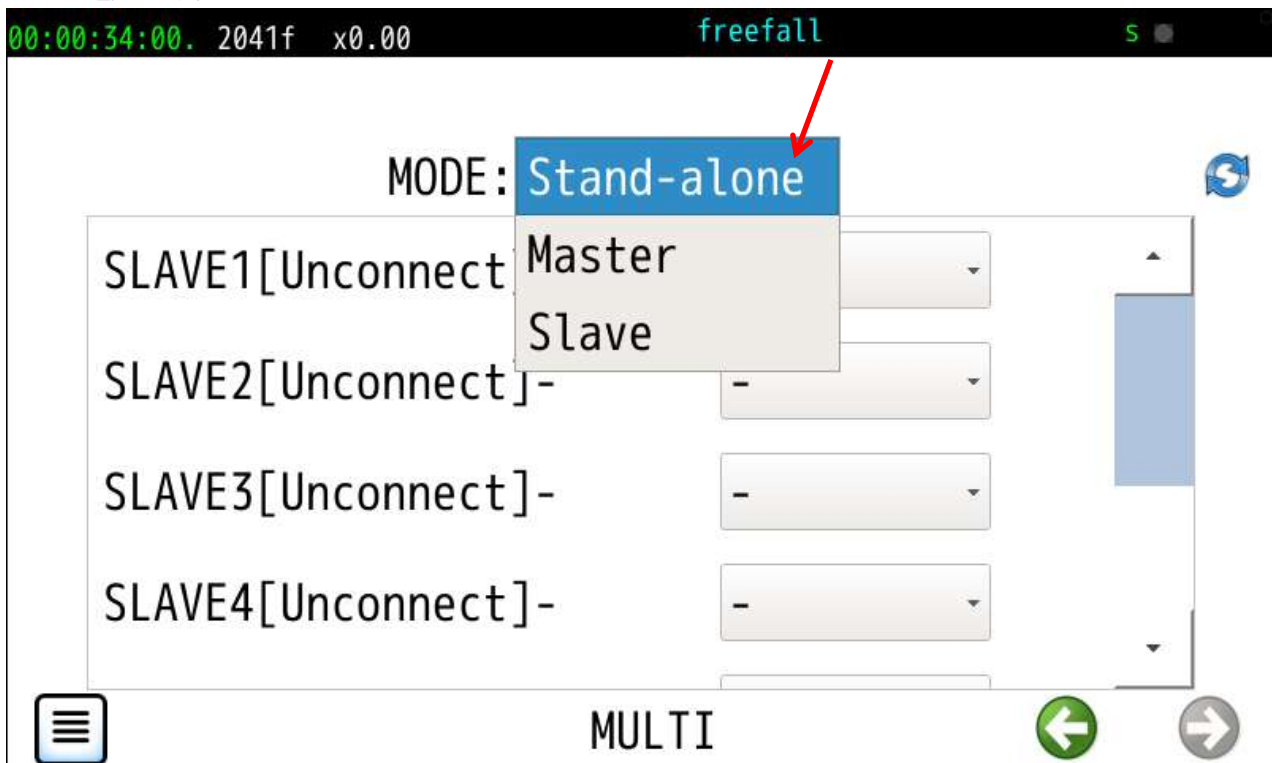 00:00:34:00. 2041f x0.00 freefall S
MODE: Stand-alone
Master
Slave
SLAVE1[Unconnect]
SLAVE2[Unconnect]- -
SLAVE3[Unconnect]- -
SLAVE4[Unconnect]- -
MULTI